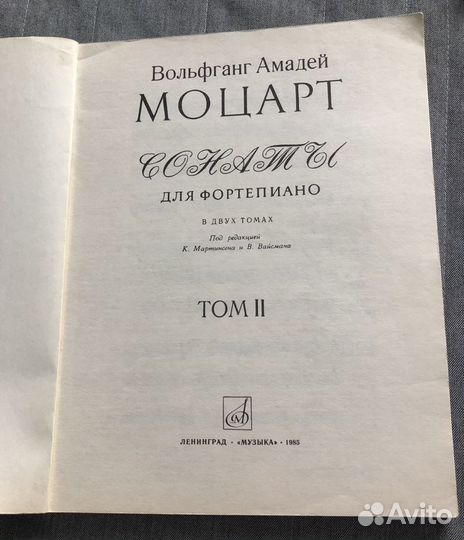 Вольфганг Амадей
МОЦАРТ
СОНАТЫ
ДЛЯ ФОРТЕПИАНО
В ДВУХ ТОМАХ
Под редакцией
К. Мартинсена и В. Вайсмана
ТОМ II
ЛЕНИНГРАД • «МУЗЫКА» • 1985
Avito